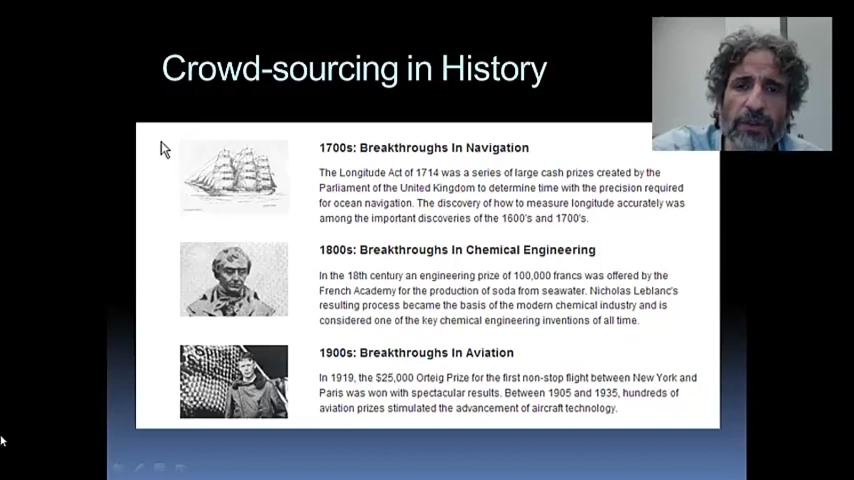 Crowd-sourcing in History
1700s: Breakthroughs In Navigation
The Longitude Act of 1714 was a series of large cash prizes created by the
Parliament of the United Kingdom to determine time with the precision required
for ocean navigation. The discovery of how to measure longitude accurately was
among the important discoveries of the 1600's and 1700's.
1800s: Breakthroughs In Chemical Engineering
In the 18th century an engineering prize of 100,000 francs was offered by the
French Academy for the production of soda from seawater. Nicholas Leblanc's
resulting process became the basis of the modern chemical industry and is
considered one of the key chemical engineering inventions of all time.
1900s: Breakthroughs In Aviation
In 1919, the $25,000 Orteig Prize for the first non-stop flight between New York and
Paris was won with spectacular results. Between 1905 and 1935, hundreds of
aviation prizes stimulated the advancement of aircraft technology.